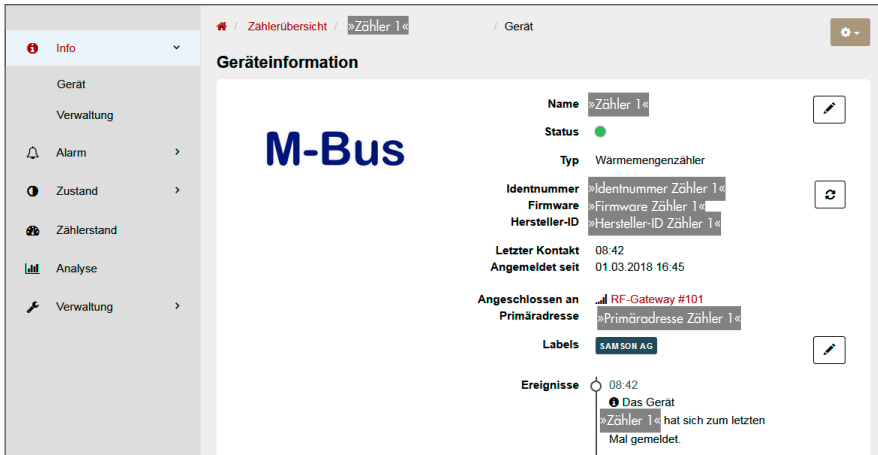 / Zählerübersicht / »Zähler 1« / Gerät
Geräteinformation
Info
Gerät
Verwaltung
Alarm
Zustand
Zählerstand
Analyse
Verwaltung
M-Bus
Name »Zähler 1«
Status
Typ Wärmemengenzähler
Identnummer »Identnummer Zähler 1«
Firmware »Firmware Zähler 1«
Hersteller-ID »Hersteller-ID Zähler 1«
Letzter Kontakt 08:42
Angemeldet seit 01.03.2018 16:45
Angeschlossen an RF-Gateway #101
Primäradresse »Primäradresse Zähler 1«
Labels SAMSON AG
Ereignisse 08:42
Das Gerät
»Zähler 1« hat sich zum letzten
Mal gemeldet.